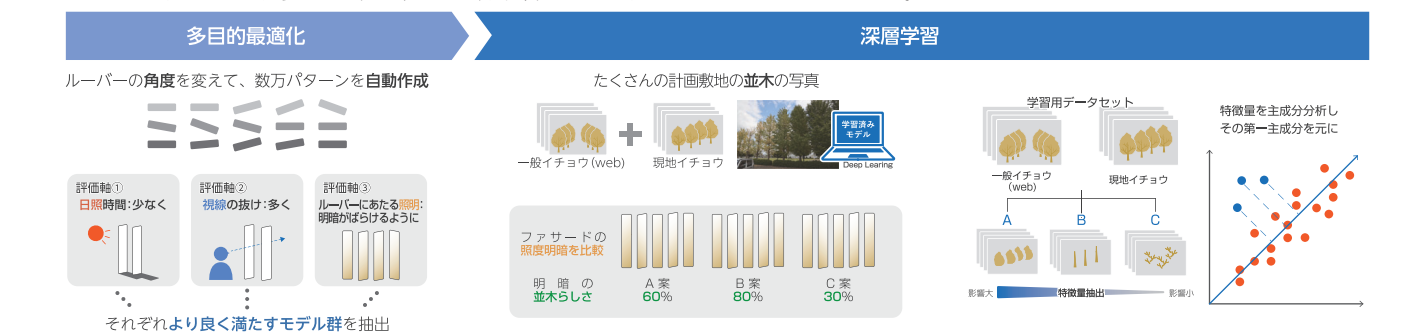 多目的最適化
ルーバーの角度を変えて、数万パターンを自動作成
評価軸①
日照時間:少なく
評価軸②
視線の抜け:多く
評価軸③
ルーバーにあたる照明:
明暗がばらけるように
それぞれより良く満たすモデル群を抽出
深層学習
たくさんの計画敷地の並木の写真
一般イチョウ(web)
現地イチョウ
学習済み
モデル
Deep Learing
ファサードの
照度明暗を比較
明暗の
並木らしさ
A案
60%
B案
80%
C案
30%
学習用データセット
一般イチョウ
(web)
現地イチョウ
A
B
C
影響大
特徴量抽出
影響小
特徴量を主成分分析し
その第一主成分を元に